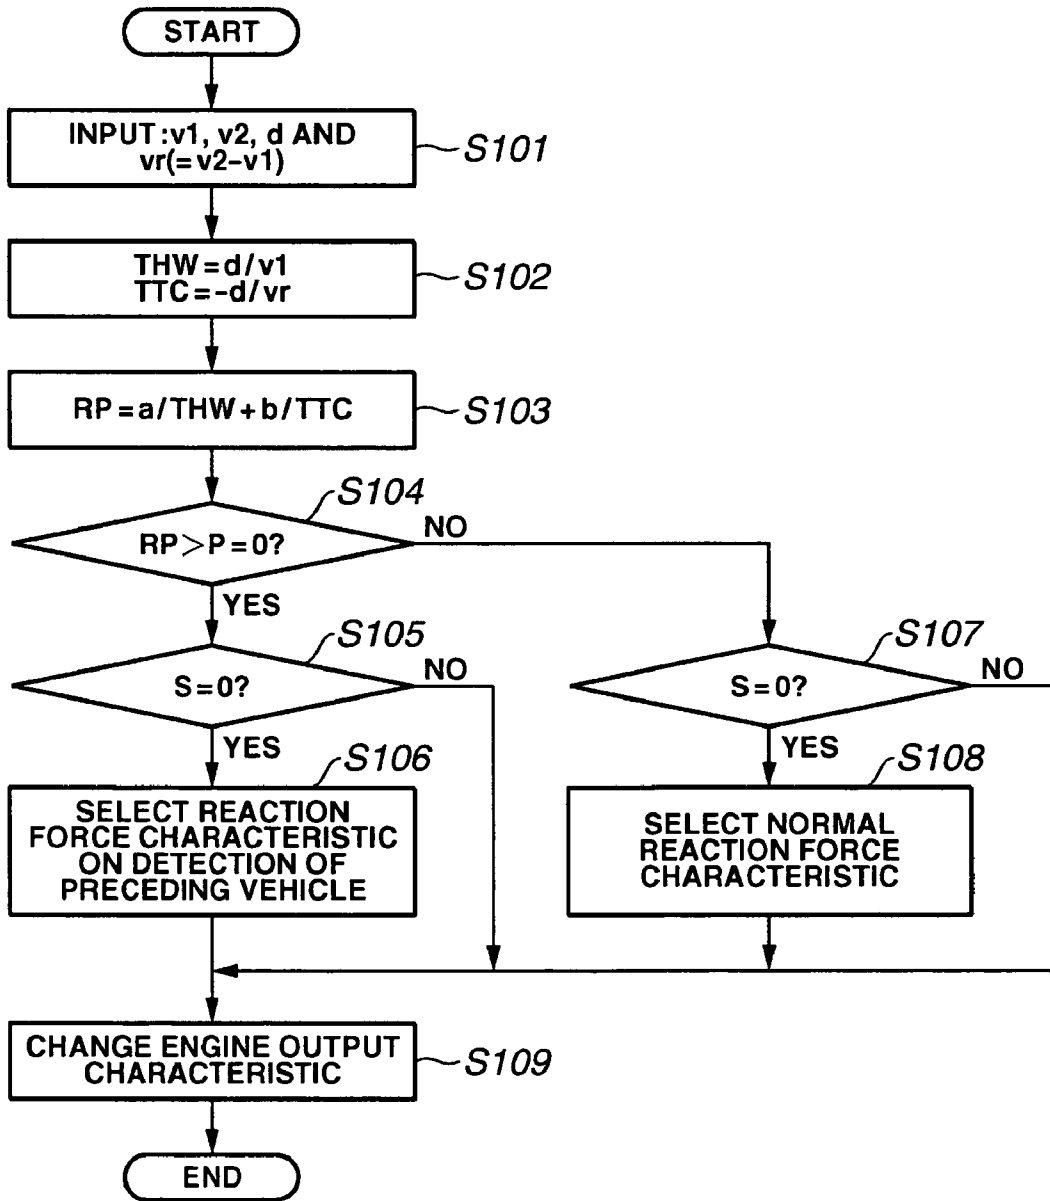 START
INPUT :v1, v2, d AND
vr(=v2-v1)
S101
THW=d/v1
TTC=-d/vr
S102
RP=a/THW+b/TTC
S103
S104
RP>P=0?
NO
YES
S105
S=0?
NO
YES
S107
S=0?
NO
YES
S106
SELECT REACTION
FORCE CHARACTERISTIC
ON DETECTION OF
PRECEDING VEHICLE
S108
SELECT NORMAL
REACTION FORCE
CHARACTERISTIC
CHANGE ENGINE OUTPUT
CHARACTERISTIC
S109
END